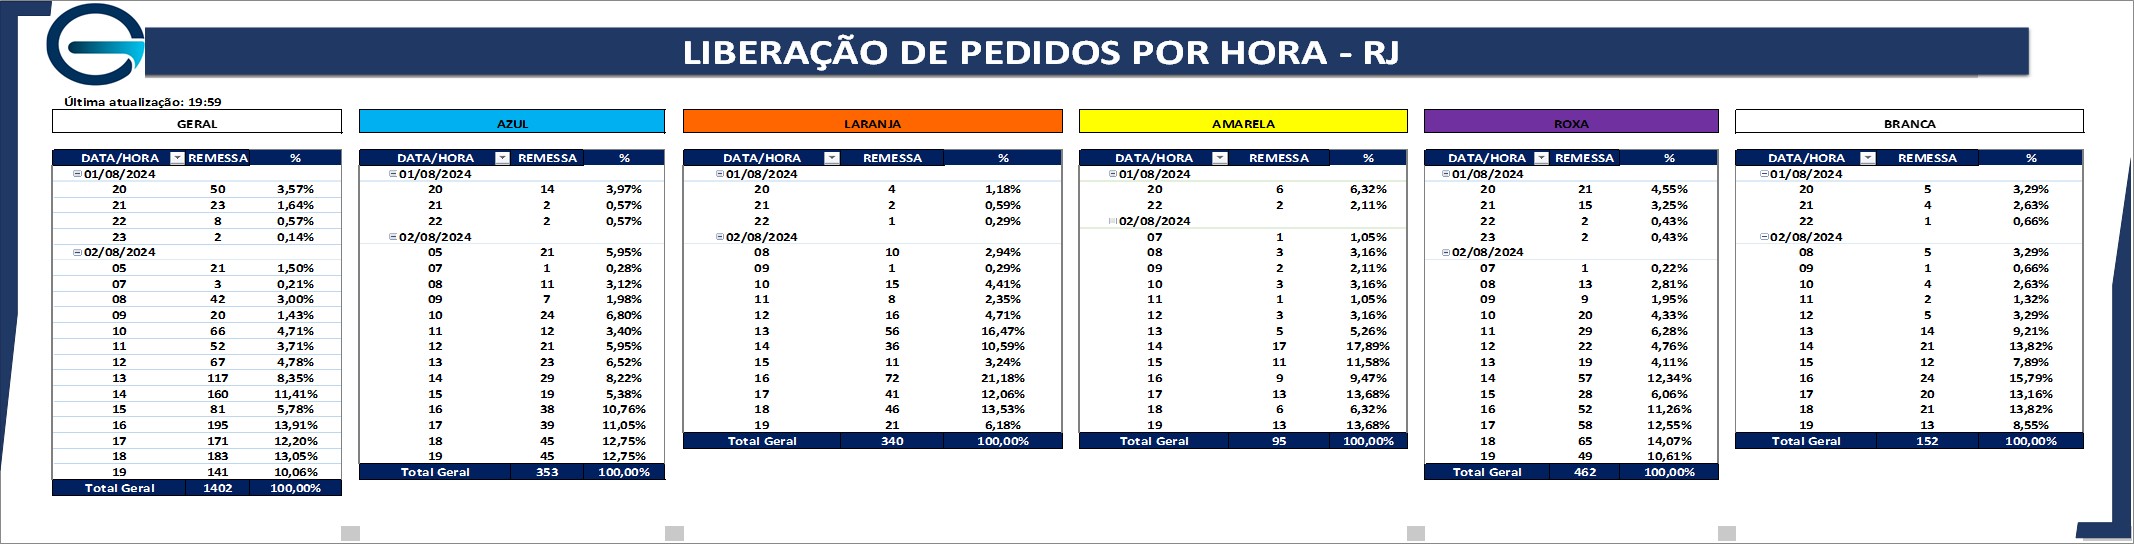 LIBERAÇÃO DE PEDIDOS POR HORA - RJ
Última atualização: 19:59
GERAL
DATA/HORA REMESSA %
01/08/2024
20 50 3,57%
21 23 1,64%
22 8 0,57%
23 2 0,14%
02/08/2024
05 21 1,50%
07 3 0,21%
08 42 3,00%
09 20 1,43%
10 66 4,71%
11 52 3,71%
12 67 4,78%
13 117 8,35%
14 160 11,41%
15 81 5,78%
16 195 13,91%
17 171 12,20%
18 183 13,05%
19 141 10,06%
Total Geral 1402 100,00%
AZUL
DATA/HORA REMESSA %
01/08/2024
20 14 3,97%
21 2 0,57%
22 2 0,57%
02/08/2024
05 21 5,95%
07 1 0,28%
08 11 3,12%
09 7 1,98%
10 24 6,80%
11 12 3,40%
12 21 5,95%
13 23 6,52%
14 29 8,22%
15 19 5,38%
16 38 10,76%
17 39 11,05%
18 45 12,75%
19 45 12,75%
Total Geral 353 100,00%
LARANJA
DATA/HORA REMESSA %
01/08/2024
20 4 1,18%
21 2 0,59%
22 1 0,29%
02/08/2024
08 10 2,94%
09 1 0,29%
10 15 4,41%
11 8 2,35%
12 16 4,71%
13 56 16,47%
14 36 10,59%
15 11 3,24%
16 72 21,18%
17 41 12,06%
18 46 13,53%
19 21 6,18%
Total Geral 340 100,00%
AMARELA
DATA/HORA REMESSA %
01/08/2024
20 6 6,32%
22 2 2,11%
02/08/2024
07 1 1,05%
08 3 3,16%
09 2 2,11%
10 3 3,16%
11 1 1,05%
12 3 3,16%
13 5 5,26%
14 17 17,89%
15 11 11,58%
16 9 9,47%
17 13 13,68%
18 6 6,32%
19 13 13,68%
Total Geral 95 100,00%
ROXA
DATA/HORA REMESSA %
01/08/2024
20 21 4,55%
21 15 3,25%
22 2 0,43%
23 2 0,43%
02/08/2024
07 1 0,22%
08 13 2,81%
09 9 1,95%
10 20 4,33%
11 29 6,28%
12 22 4,76%
13 19 4,11%
14 57 12,34%
15 28 6,06%
16 52 11,26%
17 58 12,55%
18 65 14,07%
19 49 10,61%
Total Geral 462 100,00%
BRANCA
DATA/HORA REMESSA %
01/08/2024
20 5 3,29%
21 4 2,63%
22 1 0,66%
02/08/2024
08 5 3,29%
09 1 0,66%
10 4 2,63%
11 2 1,32%
12 5 3,29%
13 14 9,21%
14 21 13,82%
15 12 7,89%
16 24 15,79%
17 20 13,16%
18 21 13,82%
19 13 8,55%
Total Geral 152 100,00%